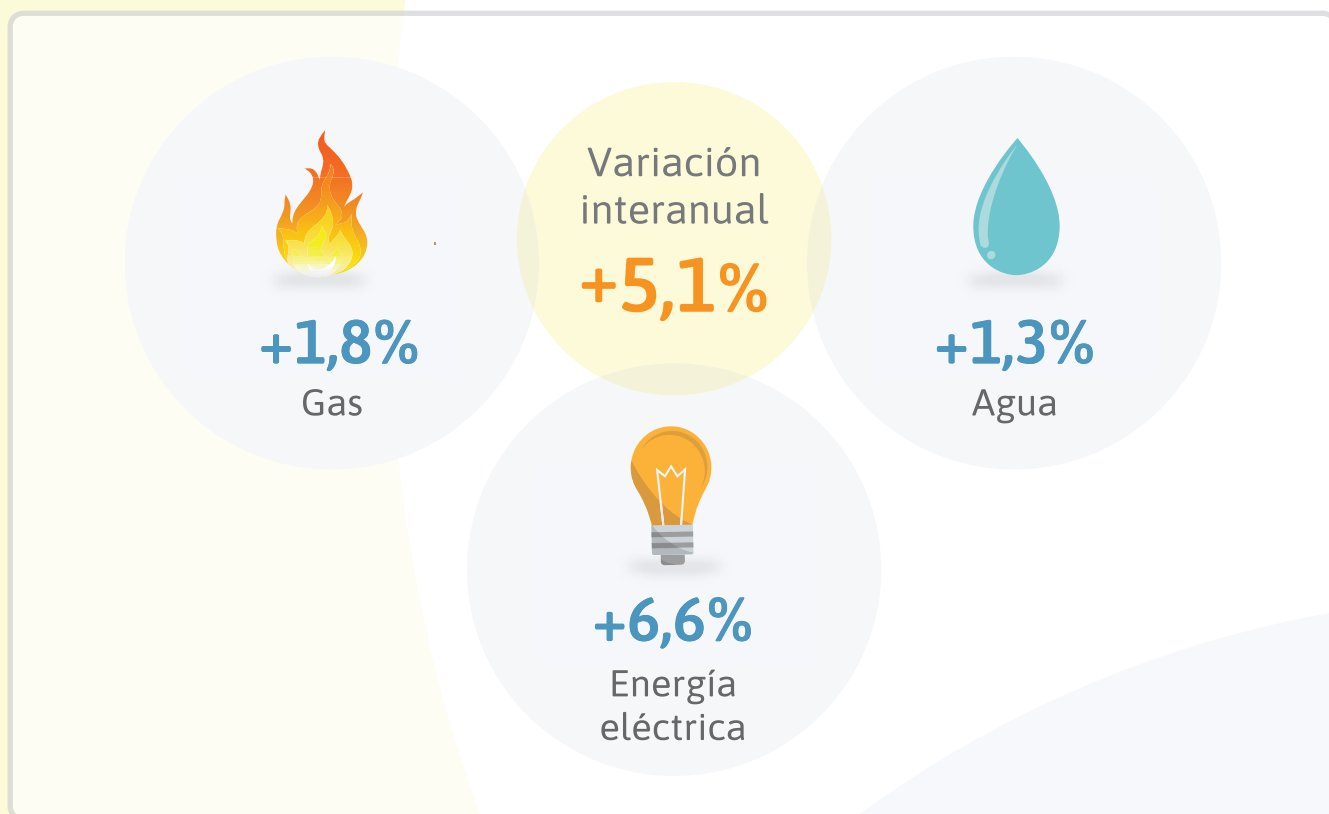 Variación
interanual
+5,1%
+1,8%
Gas
+1,3%
Agua
+6,6%
Energía
eléctrica